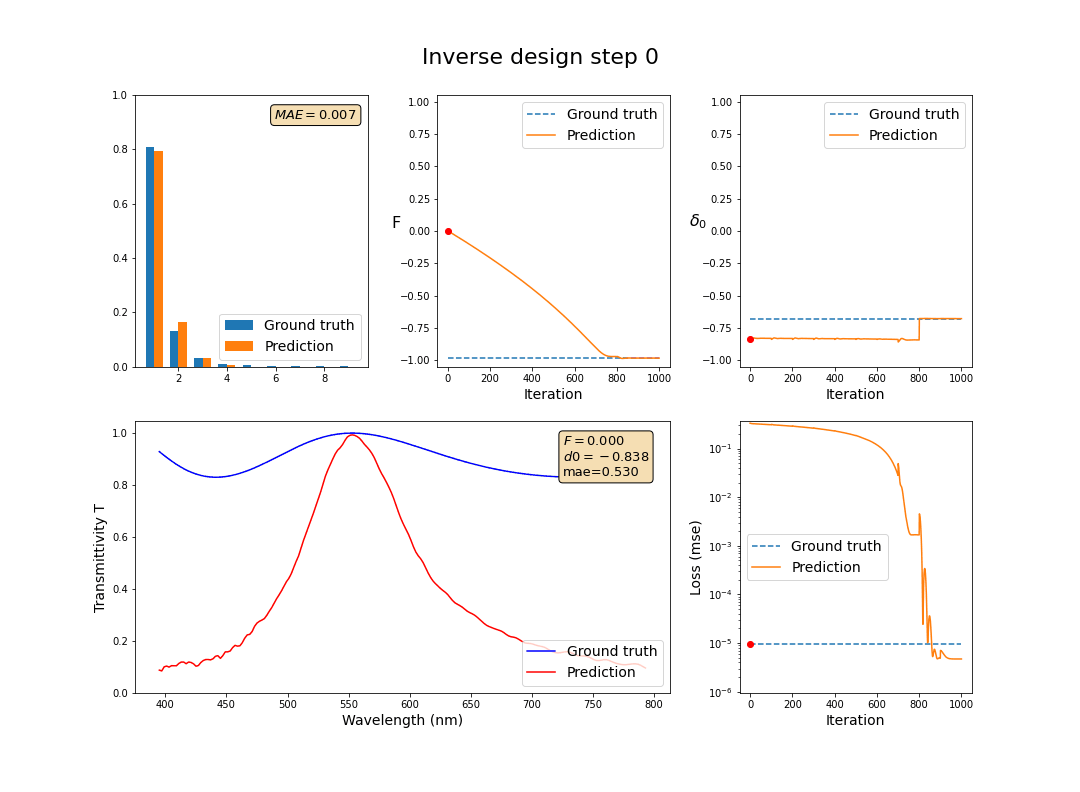 Inverse design step 0
1.0
0.8
0.6
0.4
0.2
0.0
MAE = 0.007
Ground truth
Prediction
2 4 6 8
1.00
0.75
0.50
0.25
0.00
−0.25
−0.50
−0.75
−1.00
F
Ground truth
Prediction
0 200 400 600 800 1000
Iteration
1.00
0.75
0.50
0.25
0.00
−0.25
−0.50
−0.75
−1.00
δ₀
Ground truth
Prediction
0 200 400 600 800 1000
Iteration
1.0
0.8
0.6
0.4
0.2
0.0
Transmittivity T
F = 0.000
d0 = −0.838
mae=0.530
Ground truth
Prediction
400 450 500 550 600 650 700 750 800
Wavelength (nm)
10⁻¹
10⁻²
10⁻³
10⁻⁴
10⁻⁵
10⁻⁶
Loss (mse)
Ground truth
Prediction
0 200 400 600 800 1000
Iteration